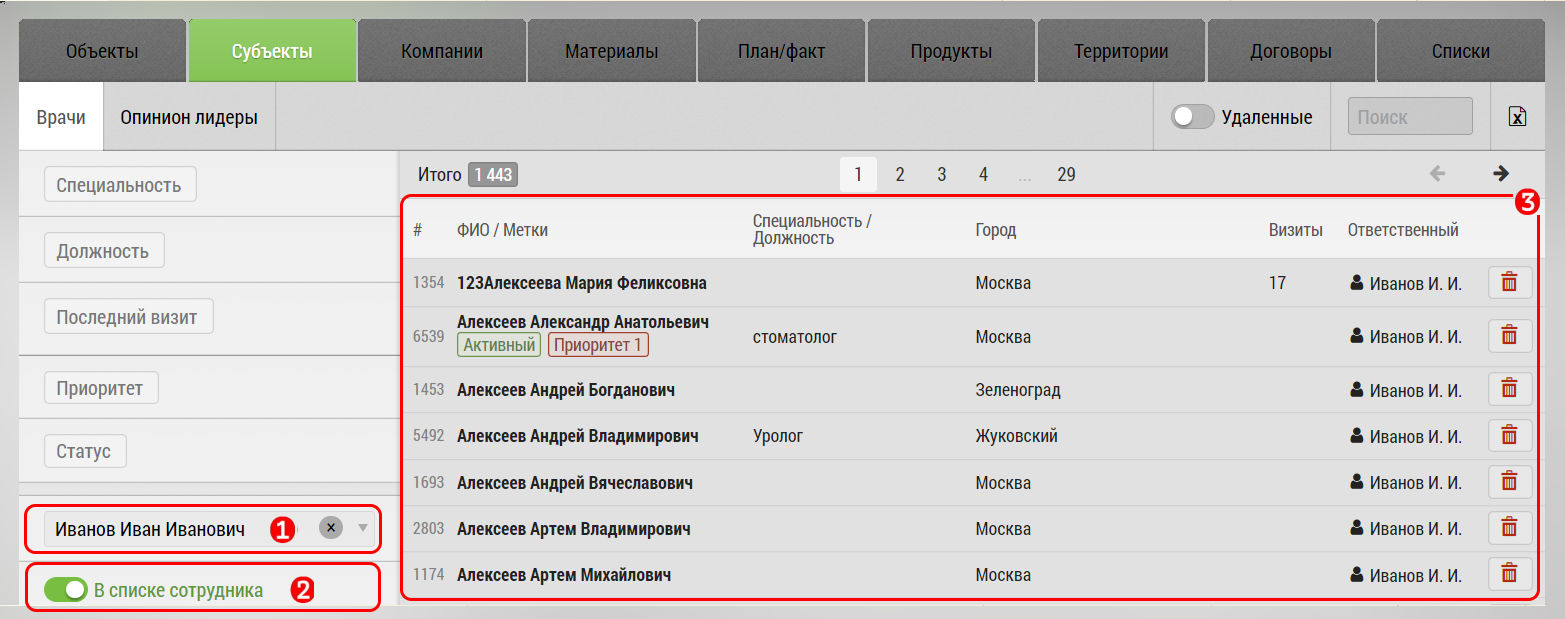 Объекты Субъекты Компании Материалы План/факт Продукты Территории Договоры Списки
Врачи Опинион лидеры Удаленные Поиск
Специальность
Должность
Последний визит
Приоритет
Статус
Иванов Иван Иванович 1
В списке сотрудника 2
Итого 1 443 1 2 3 4 ... 29
3
# ФИО / Метки Специальность / Должность Город Визиты Ответственный
1354 123Алексеева Мария Феликсовна Москва 17 Иванов И. И.
6539 Алексеев Александр Анатольевич стоматолог Москва Иванов И. И.
Активный Приоритет 1
1453 Алексеев Андрей Богданович Зеленоград Иванов И. И.
5492 Алексеев Андрей Владимирович Уролог Жуковский Иванов И. И.
1693 Алексеев Андрей Вячеславович Москва Иванов И. И.
2803 Алексеев Артем Владимирович Москва Иванов И. И.
1174 Алексеев Артем Михайлович Москва Иванов И. И.